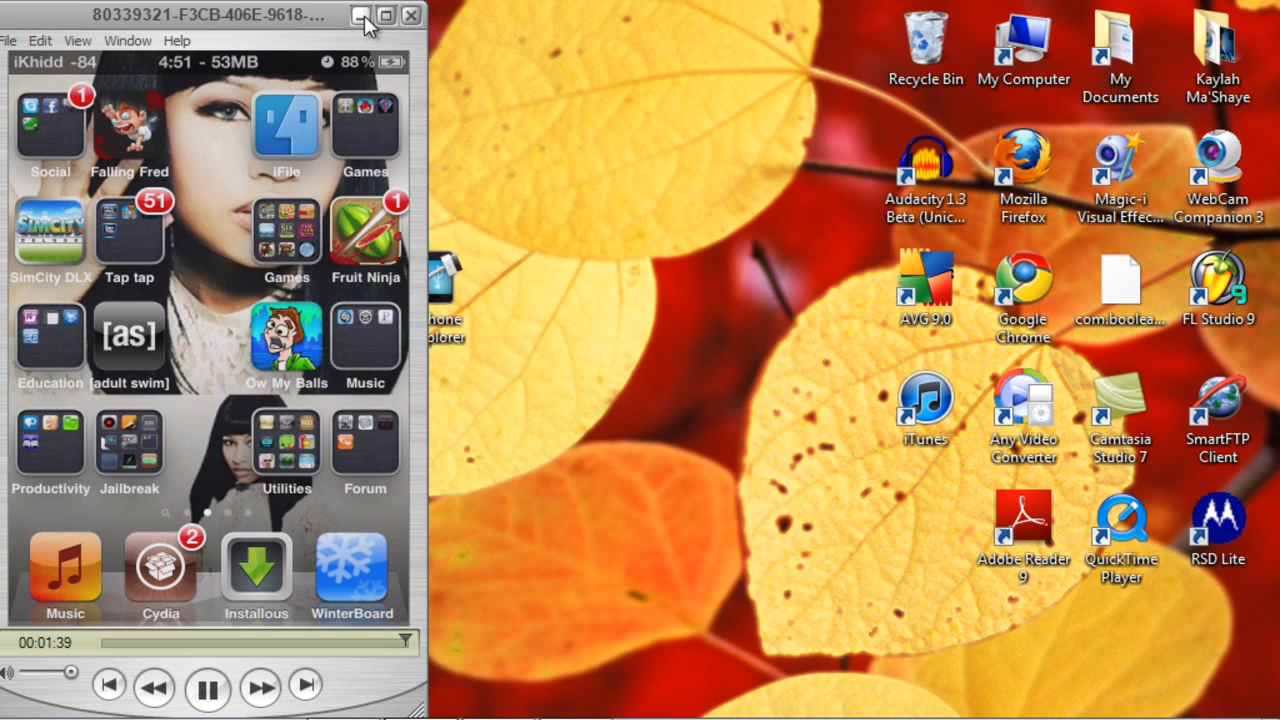 80339321-F3CB-406E-9618-...
File Edit View Window Help
iKhidd -84 4:51 - 53MB 88%
1
Social Falling Fred iFile Games
51 1
SimCity DLX Tap tap Games Fruit Ninja
[as]
Education [adult swim] Ow My Balls Music
Productivity Jailbreak Utilities Forum
2
Music Cydia Installous WinterBoard
00:01:39
Recycle Bin
My Computer
My
Documents
Kaylah
Ma'Shaye
Audacity 1.3
Beta (Unic...
Mozilla
Firefox
Magic-i
Visual Effec...
WebCam
Companion 3
hone
plorer
AVG 9.0
Google
Chrome
com.boolea...
FL Studio 9
iTunes
Any Video
Converter
Camtasia
Studio 7
SmartFTP
Client
Adobe Reader
9
QuickTime
Player
RSD Lite